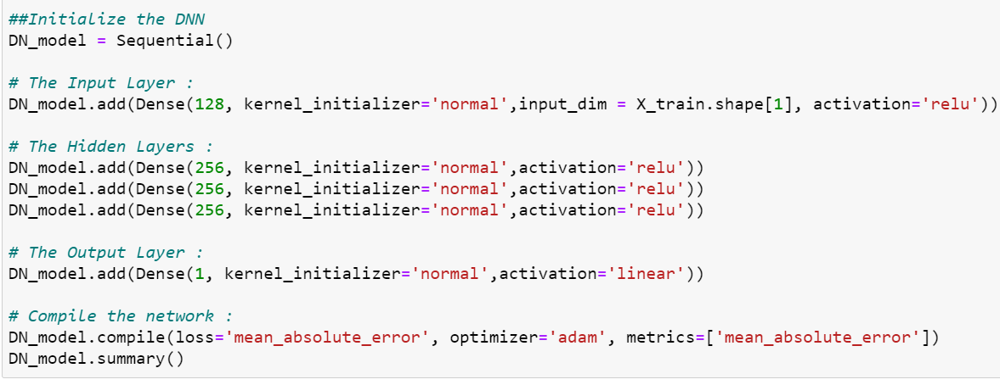 ##Initialize the DNN
DN_model = Sequential()
# The Input Layer :
DN_model.add(Dense(128, kernel_initializer='normal',input_dim = X_train.shape[1], activation='relu'))
# The Hidden Layers :
DN_model.add(Dense(256, kernel_initializer='normal',activation='relu'))
DN_model.add(Dense(256, kernel_initializer='normal',activation='relu'))
DN_model.add(Dense(256, kernel_initializer='normal',activation='relu'))
# The Output Layer :
DN_model.add(Dense(1, kernel_initializer='normal',activation='linear'))
# Compile the network :
DN_model.compile(loss='mean_absolute_error', optimizer='adam', metrics=['mean_absolute_error'])
DN_model.summary()